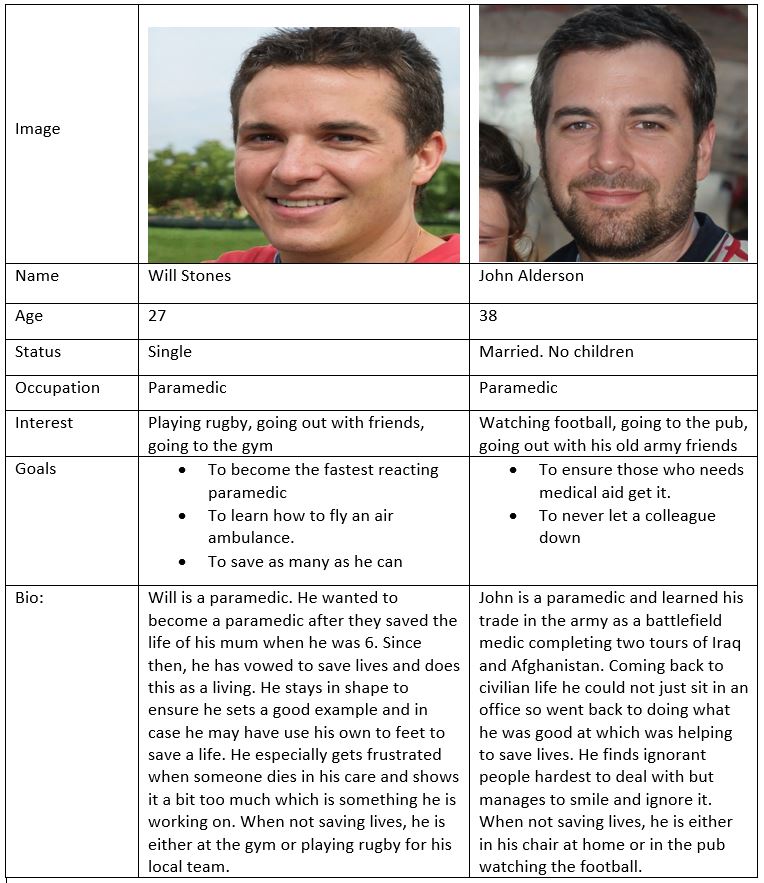 Image
Name
Will Stones
John Alderson
Age
27
38
Status
Single
Married. No children
Occupation
Paramedic
Paramedic
Interest
Playing rugby, going out with friends,
going to the gym
Watching football, going to the pub,
going out with his old army friends
Goals
• To become the fastest reacting
paramedic
• To learn how to fly an air
ambulance.
• To save as many as he can
• To ensure those who needs
medical aid get it.
• To never let a colleague
down
Bio:
Will is a paramedic. He wanted to
become a paramedic after they saved the
life of his mum when he was 6. Since
then, he has vowed to save lives and does
this as a living. He stays in shape to
ensure he sets a good example and in
case he may have use his own to feet to
save a life. He especially gets frustrated
when someone dies in his care and shows
it a bit too much which is something he is
working on. When not saving lives, he is
either at the gym or playing rugby for his
local team.
John is a paramedic and learned his
trade in the army as a battlefield
medic completing two tours of Iraq
and Afghanistan. Coming back to
civilian life he could not just sit in an
office so went back to doing what
he was good at which was helping
to save lives. He finds ignorant
people hardest to deal with but
manages to smile and ignore it.
When not saving lives, he is either
in his chair at home or in the pub
watching the football.